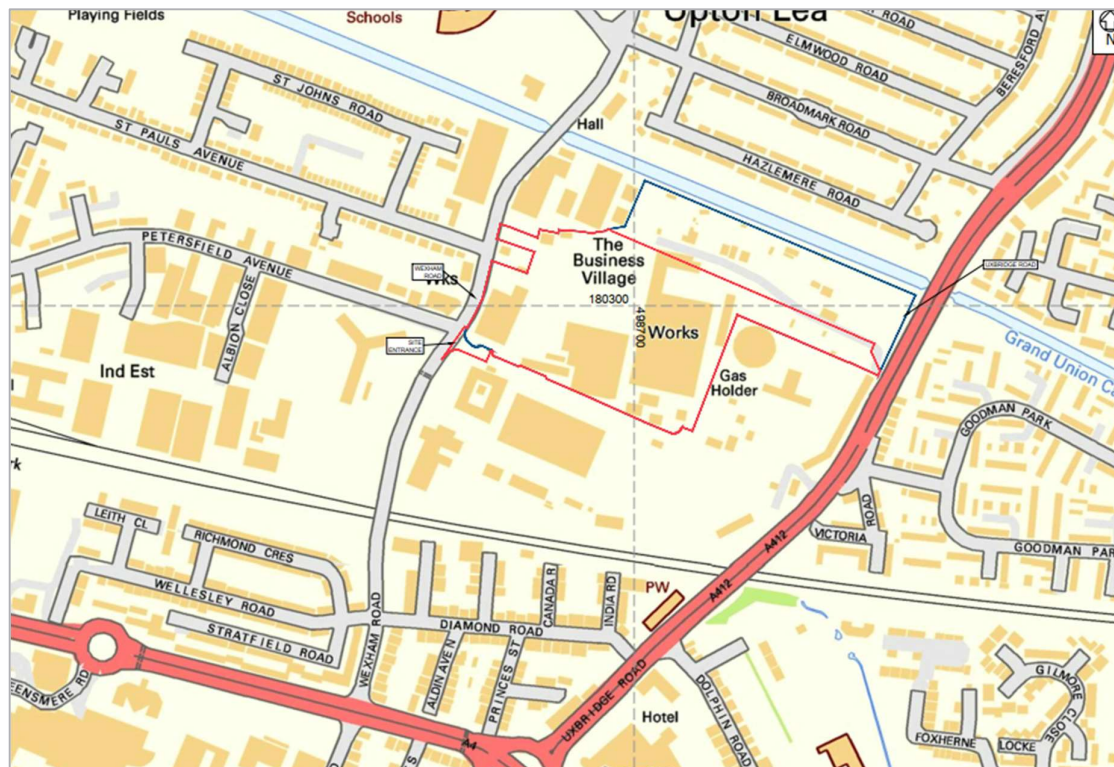 Playing Fields
Schools
Upton Lea
ROAD
N
ELMWOOD ROAD
BERESFORD A
BROADMARK ROAD
HAZLEMERE ROAD
ST JOHNS ROAD
ST PAULS AVENUE
Hall
PETERSFIELD AVENUE
ALBION CLOSE
WEXHAM
ROAD
Wks
SITE
ENTRANCE
The
Business
Village
180300
498700
Works
Gas
Holder
UXBRIDGE ROAD
Grand Union Ca
Ind Est
rk
GOODMAN PARK
VICTORIA ROAD
GOODMAN PAR
A412
A412
LEITH CL
RICHMOND CRES
WELLESLEY ROAD
STRATFIELD ROAD
WEXHAM ROAD
DIAMOND ROAD
CANADA R
INDIA RD
PW
ALDIN AVE N
PRINCES ST
UXBRIDGE ROAD
DOLPHIN ROAD
Hotel
EENSMERE RD
A4
GILMORE CLOSE
FOXHERNE
LOCKE